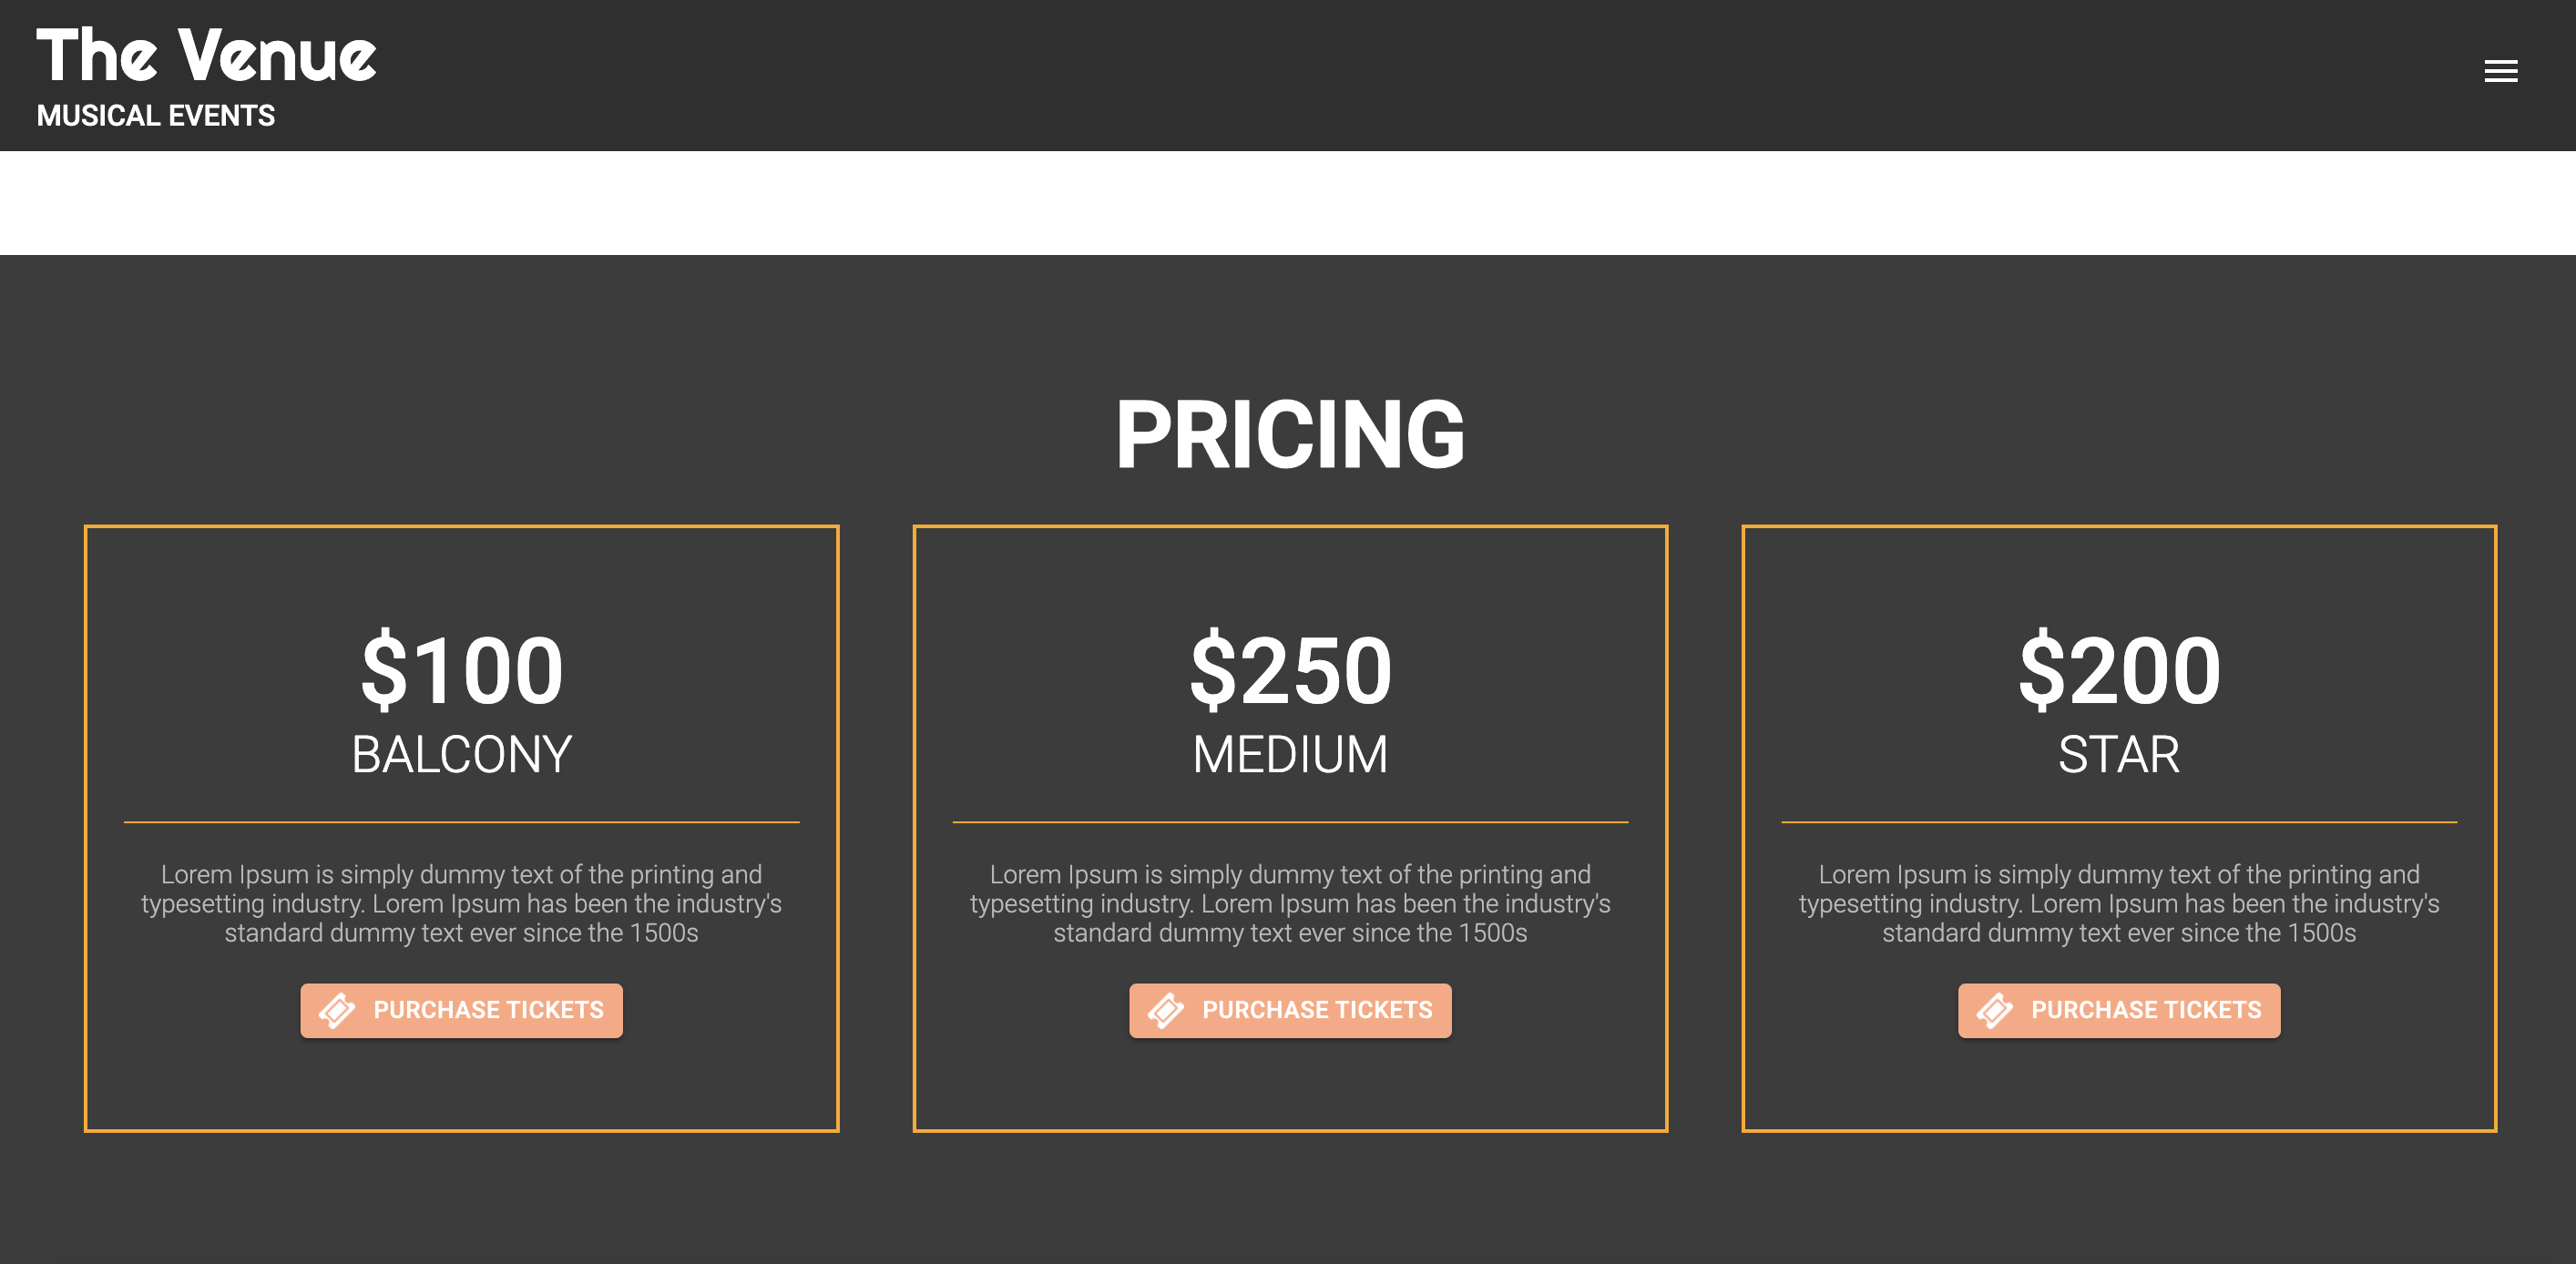 The Venue
MUSICAL EVENTS
PRICING
$100
BALCONY
Lorem Ipsum is simply dummy text of the printing and
typesetting industry. Lorem Ipsum has been the industry's
standard dummy text ever since the 1500s
PURCHASE TICKETS
$250
MEDIUM
Lorem Ipsum is simply dummy text of the printing and
typesetting industry. Lorem Ipsum has been the industry's
standard dummy text ever since the 1500s
PURCHASE TICKETS
$200
STAR
Lorem Ipsum is simply dummy text of the printing and
typesetting industry. Lorem Ipsum has been the industry's
standard dummy text ever since the 1500s
PURCHASE TICKETS